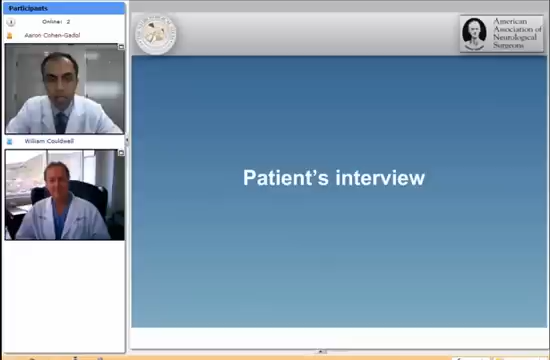 Participants
Online: 2
Aaron Cohen-Gadol
William Couldwell
American
Association of
Neurological
Surgeons
Patient's interview